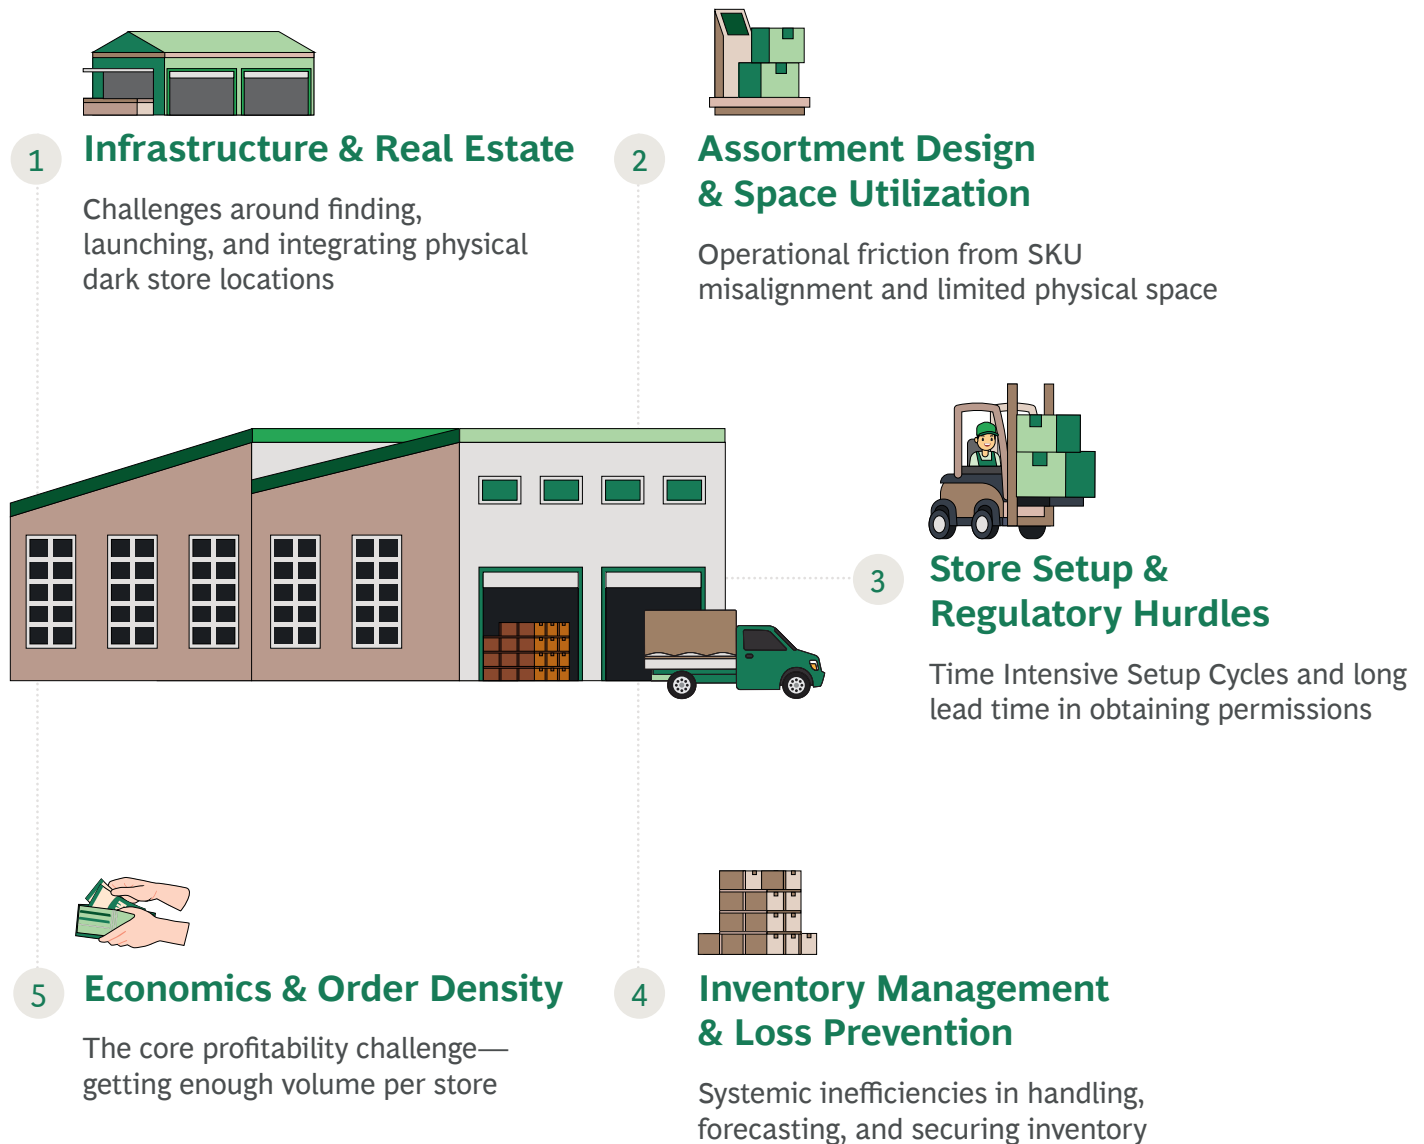 1
Infrastructure & Real Estate
Challenges around finding,
launching, and integrating physical
dark store locations
2
Assortment Design
& Space Utilization
Operational friction from SKU
misalignment and limited physical space
3
Store Setup &
Regulatory Hurdles
Time Intensive Setup Cycles and long
lead time in obtaining permissions
5
Economics & Order Density
The core profitability challenge—
getting enough volume per store
4
Inventory Management
& Loss Prevention
Systemic inefficiencies in handling,
forecasting, and securing inventory